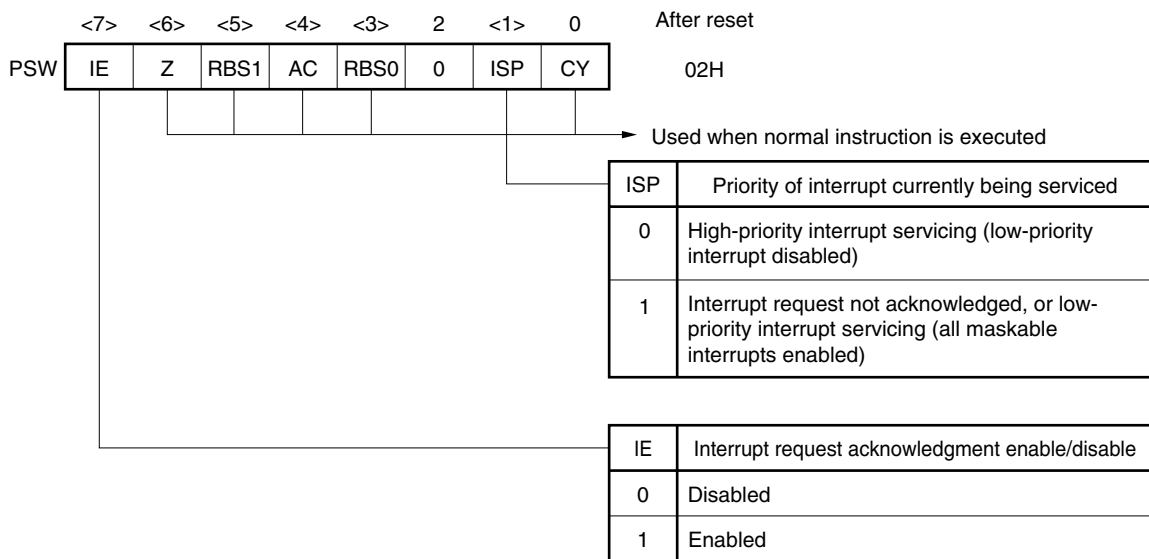 <7> <6> <5> <4> <3> 2 <1> 0 After reset
PSW IE Z RBS1 AC RBS0 0 ISP CY 02H
Used when normal instruction is executed
ISP Priority of interrupt currently being serviced
0 High-priority interrupt servicing (low-priority
interrupt disabled)
1 Interrupt request not acknowledged, or low-
priority interrupt servicing (all maskable
interrupts enabled)
IE Interrupt request acknowledgment enable/disable
0 Disabled
1 Enabled